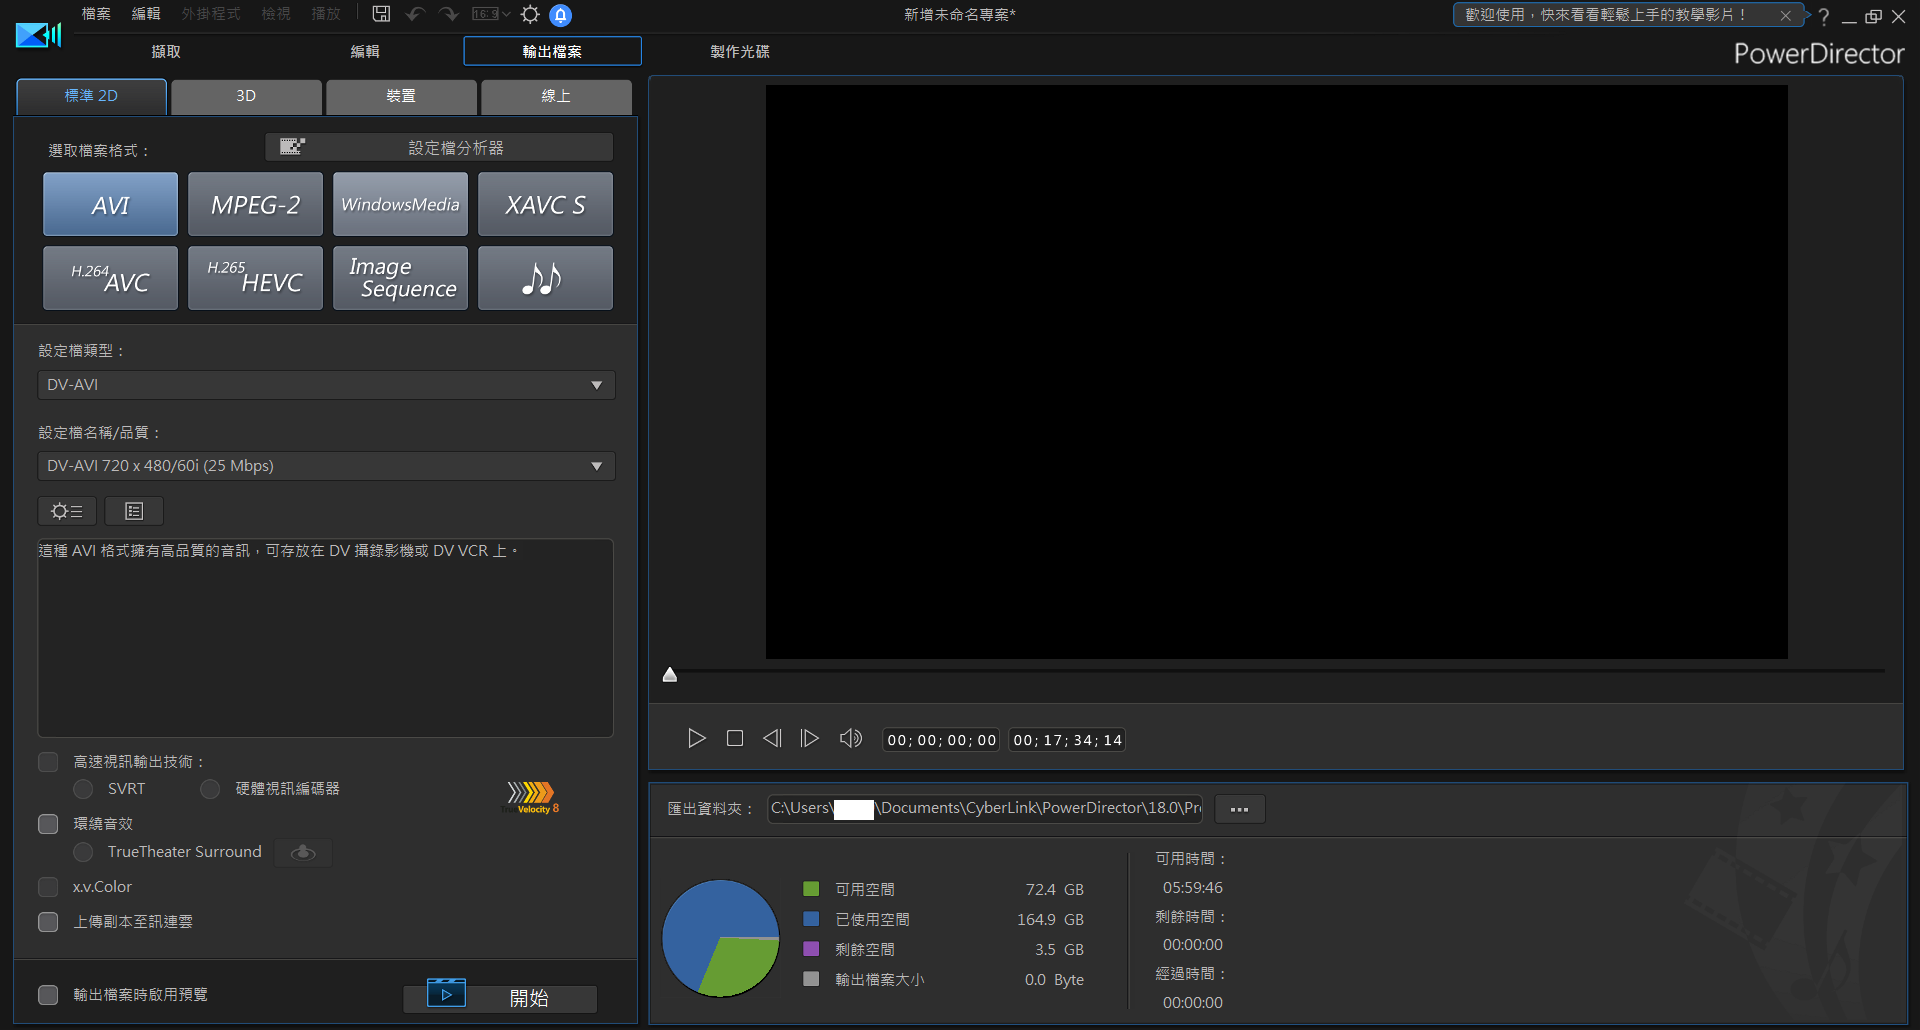 檔案 編輯 外掛程式 檢視 播放 16:9 新增未命名專案* 歡迎使用，快來看看輕鬆上手的教學影片！ ?
擷取 編輯 輸出檔案 製作光碟 PowerDirector
標準 2D 3D 裝置 線上
選取檔案格式： 設定檔分析器
AVI MPEG-2 WindowsMedia XAVC S
H.264 AVC H.265 HEVC Image Sequence
設定檔類型：
DV-AVI
設定檔名稱/品質：
DV-AVI 720 x 480/60i (25 Mbps)
這種 AVI 格式擁有高品質的音訊，可存放在 DV 攝錄影機或 DV VCR 上。
高速視訊輸出技術：
SVRT 硬體視訊編碼器
TrueVelocity 8
環繞音效
TrueTheater Surround
x.v.Color
上傳副本至訊連雲
輸出檔案時啟用預覽 開始
00;00;00;00 00;17;34;14
匯出資料夾： C:\Users\ \Documents\CyberLink\PowerDirector\18.0\Pr ...
可用空間 72.4 GB
已使用空間 164.9 GB
剩餘空間 3.5 GB
輸出檔案大小 0.0 Byte
可用時間：
05:59:46
剩餘時間：
00:00:00
經過時間：
00:00:00